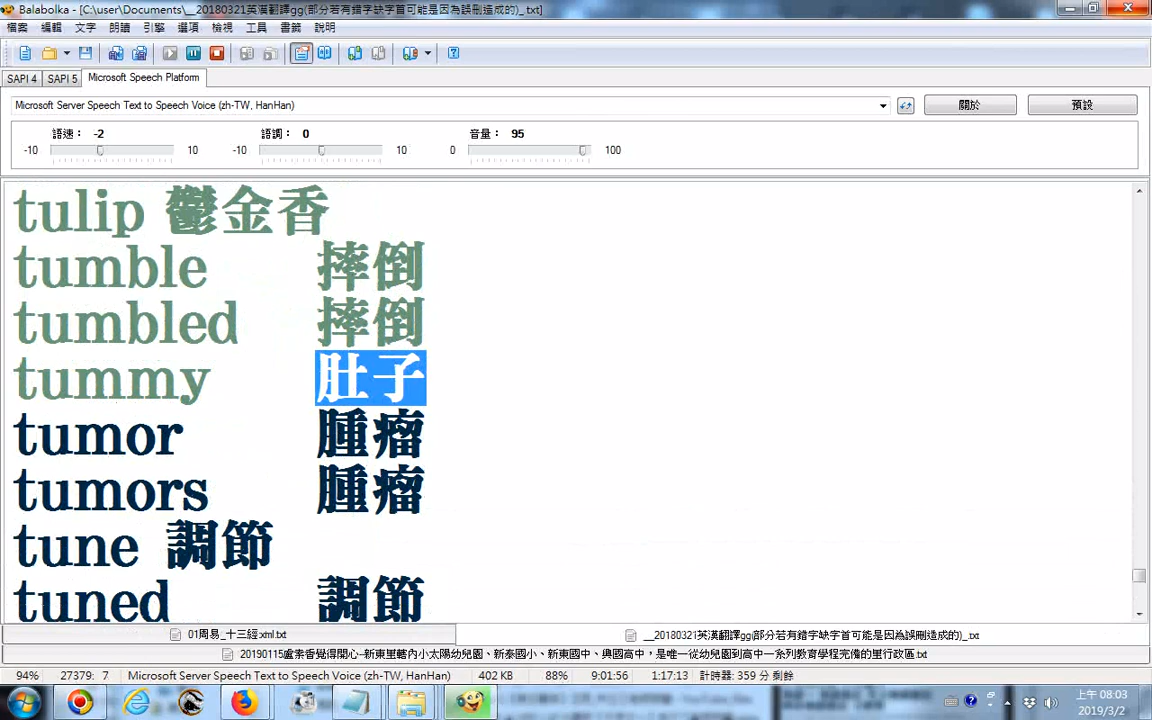 Balabolka - [C:\user\Documents\__20180321英漢翻譯gg(部分若有錯字缺字首可能是因為誤刪造成的)_.txt]
檔案 編輯 文字 朗讀 引擎 選項 檢視 工具 書籤 說明
SAPI 4 SAPI 5 Microsoft Speech Platform
Microsoft Server Speech Text to Speech Voice (zh-TW, HanHan) 關於 預設
語速： -2 語調： 0 音量： 95
-10 10 -10 10 0 100
tulip 鬱金香
tumble 摔倒
tumbled 摔倒
tummy 肚子
tumor 腫瘤
tumors 腫瘤
tune 調節
tuned 調節
01周易_十三經.xml.txt __20180321英漢翻譯gg(部分若有錯字缺字首可能是因為誤刪造成的)_.txt
20190115盧素香覺得開心-新東里轄內小太陽幼兒園、新泰國小、新東國中、興國高中，是唯一從幼兒園到高中一系列教育學程完備的里行政區.txt
94% 27379: 7 Microsoft Server Speech Text to Speech Voice (zh-TW, HanHan) 402 KB 88% 9:01:56 1:17:13 計時器: 359 分 剩餘
上午 08:03
2019/3/2